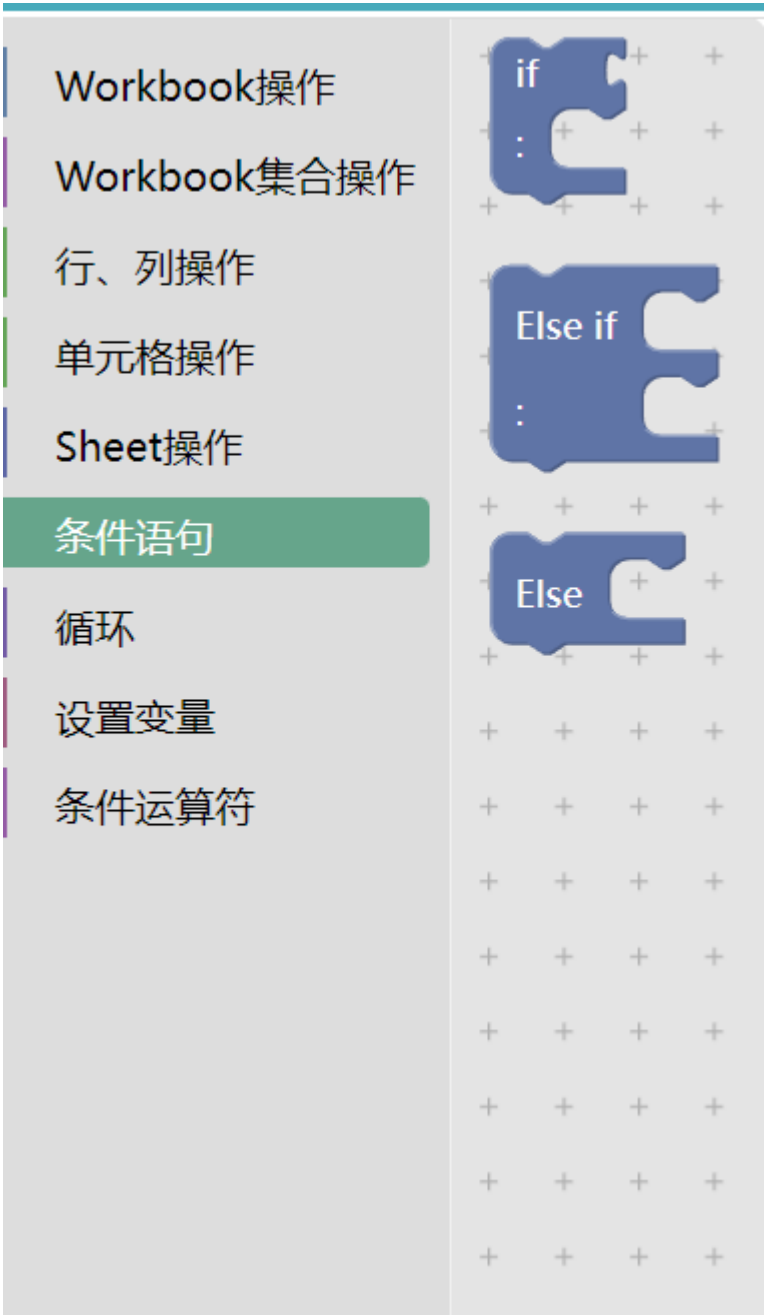 Workbook操作
Workbook集合操作
行、列操作
单元格操作
Sheet操作
条件语句
循环
设置变量
条件运算符
if
:
Else if
:
Else